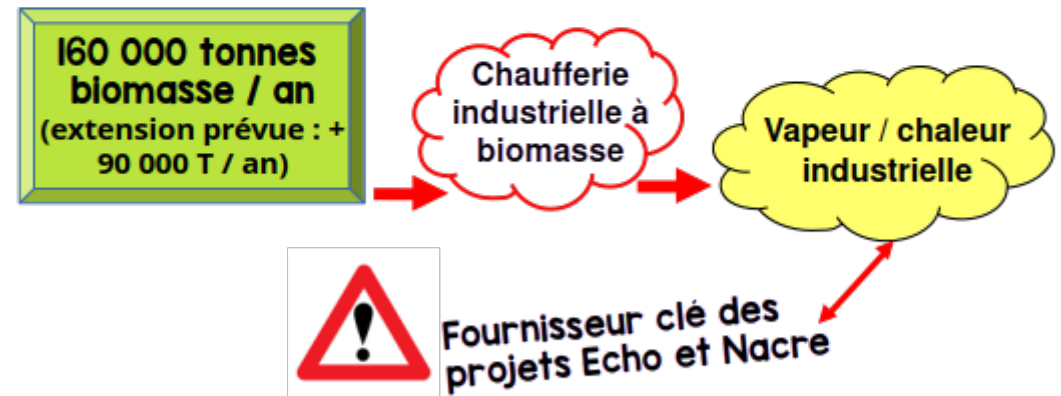 160 000 tonnes
biomasse / an
(extension prévue : +
90 000 T / an)
Chaufferie
industrielle à
biomasse
Vapeur / chaleur
industrielle
Fournisseur clé des
projets Echo et Nacre